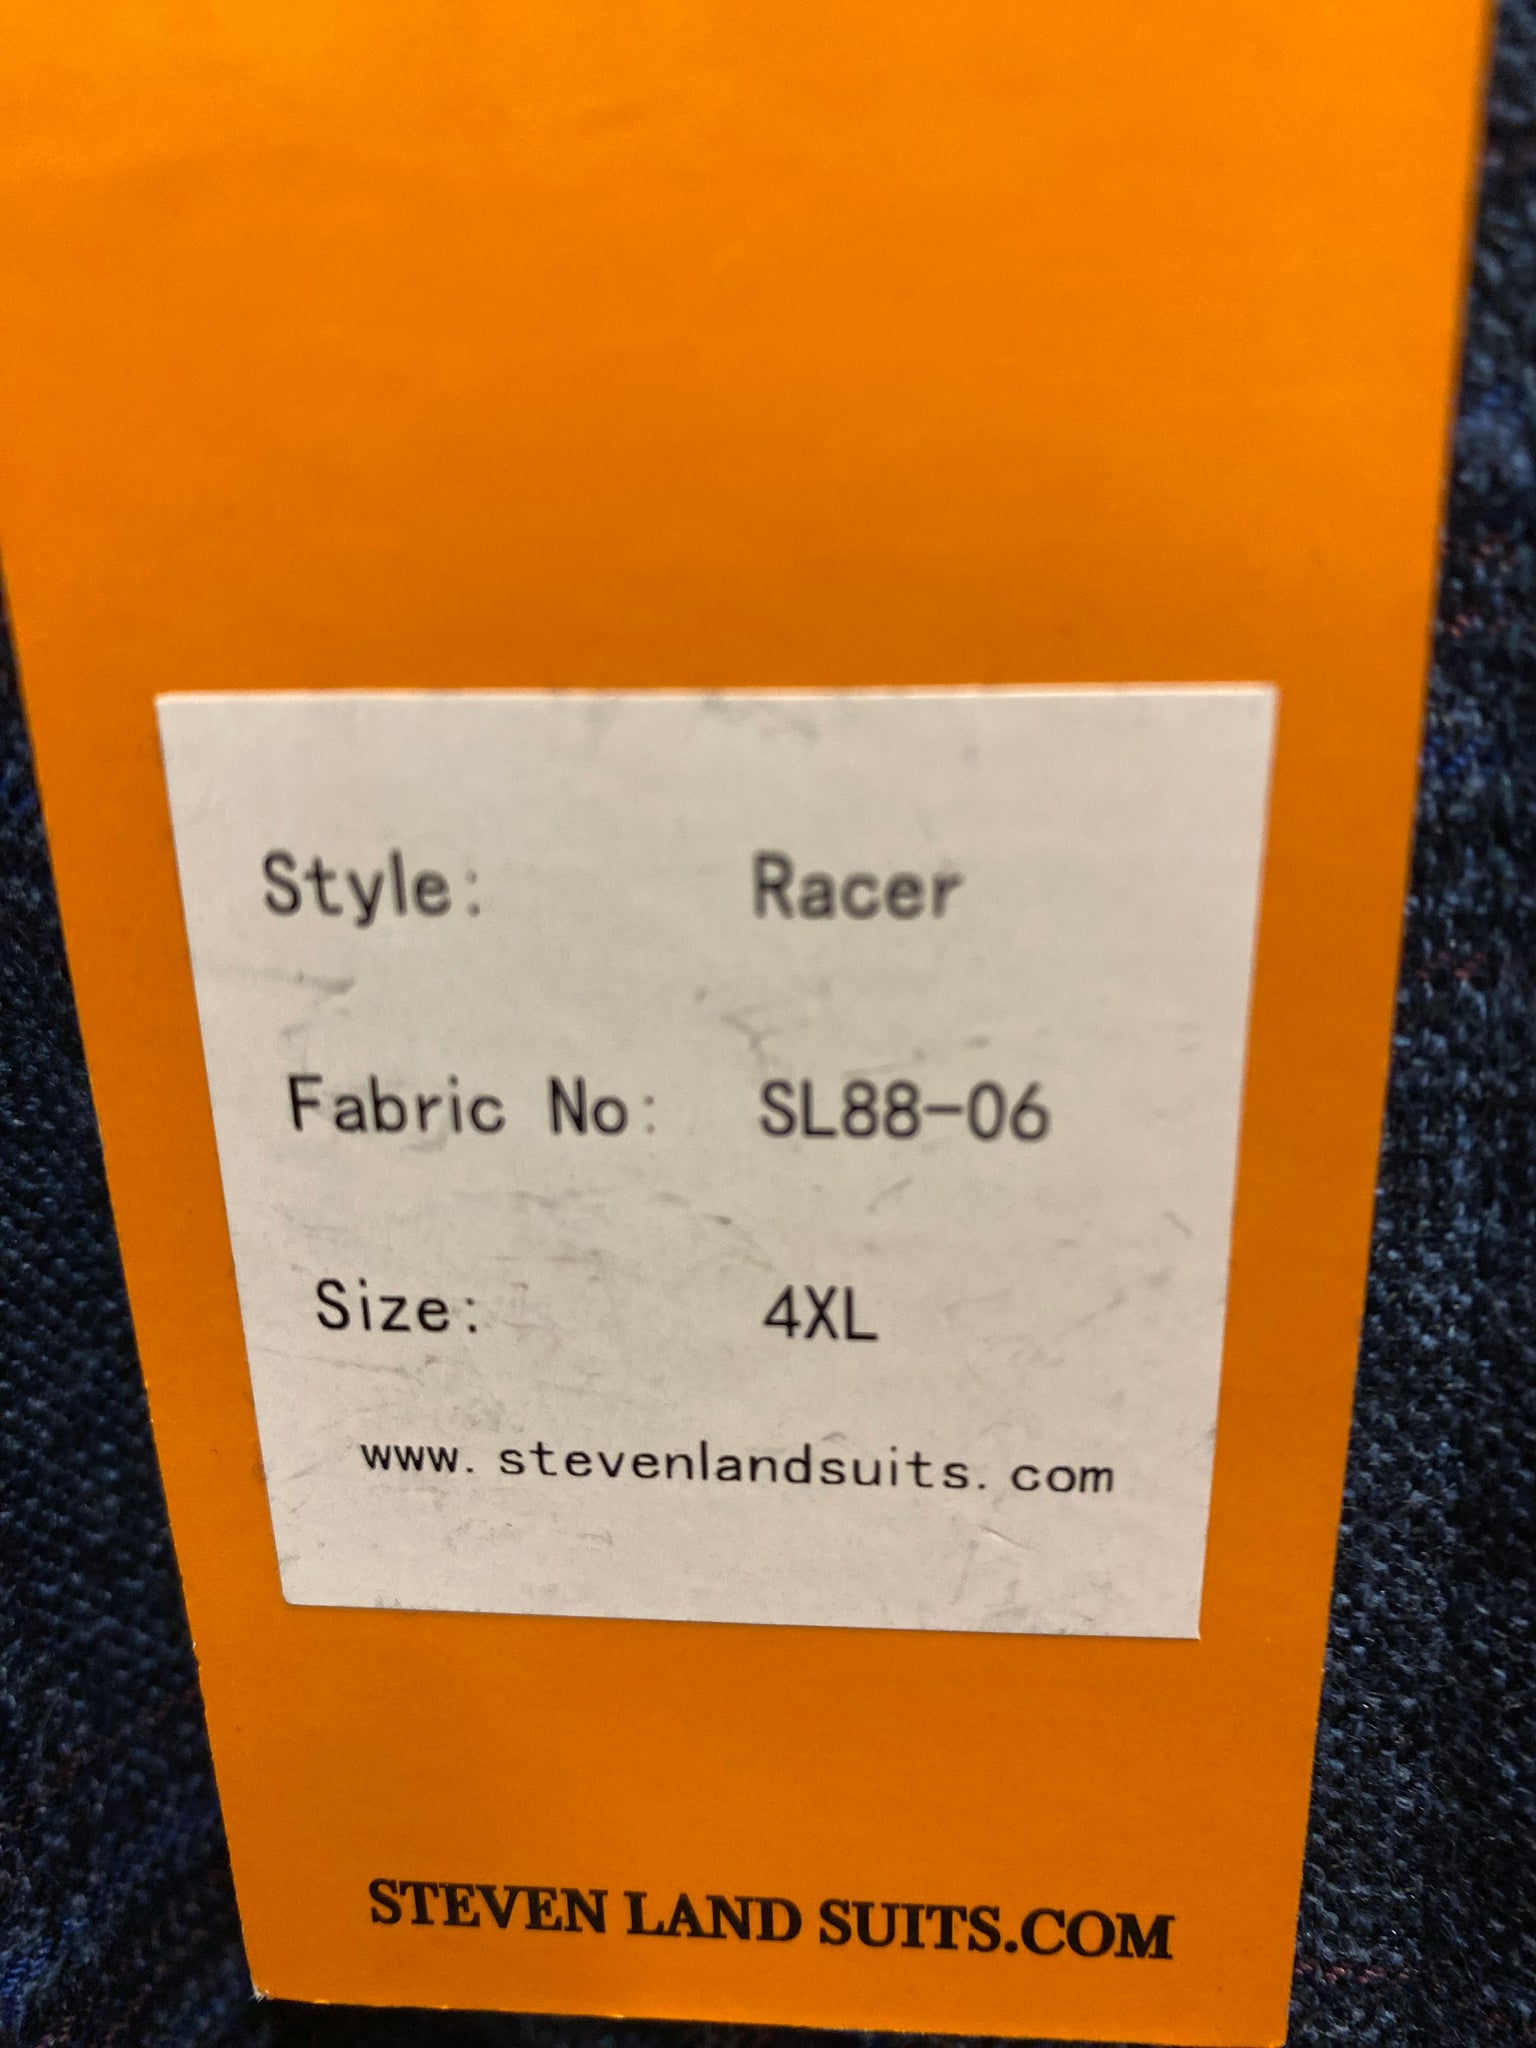 Style: Racer
Fabric No: SL88-06
Size: 4XL
www.stevenlandsuits.com
STEVEN LAND SUITS.COM